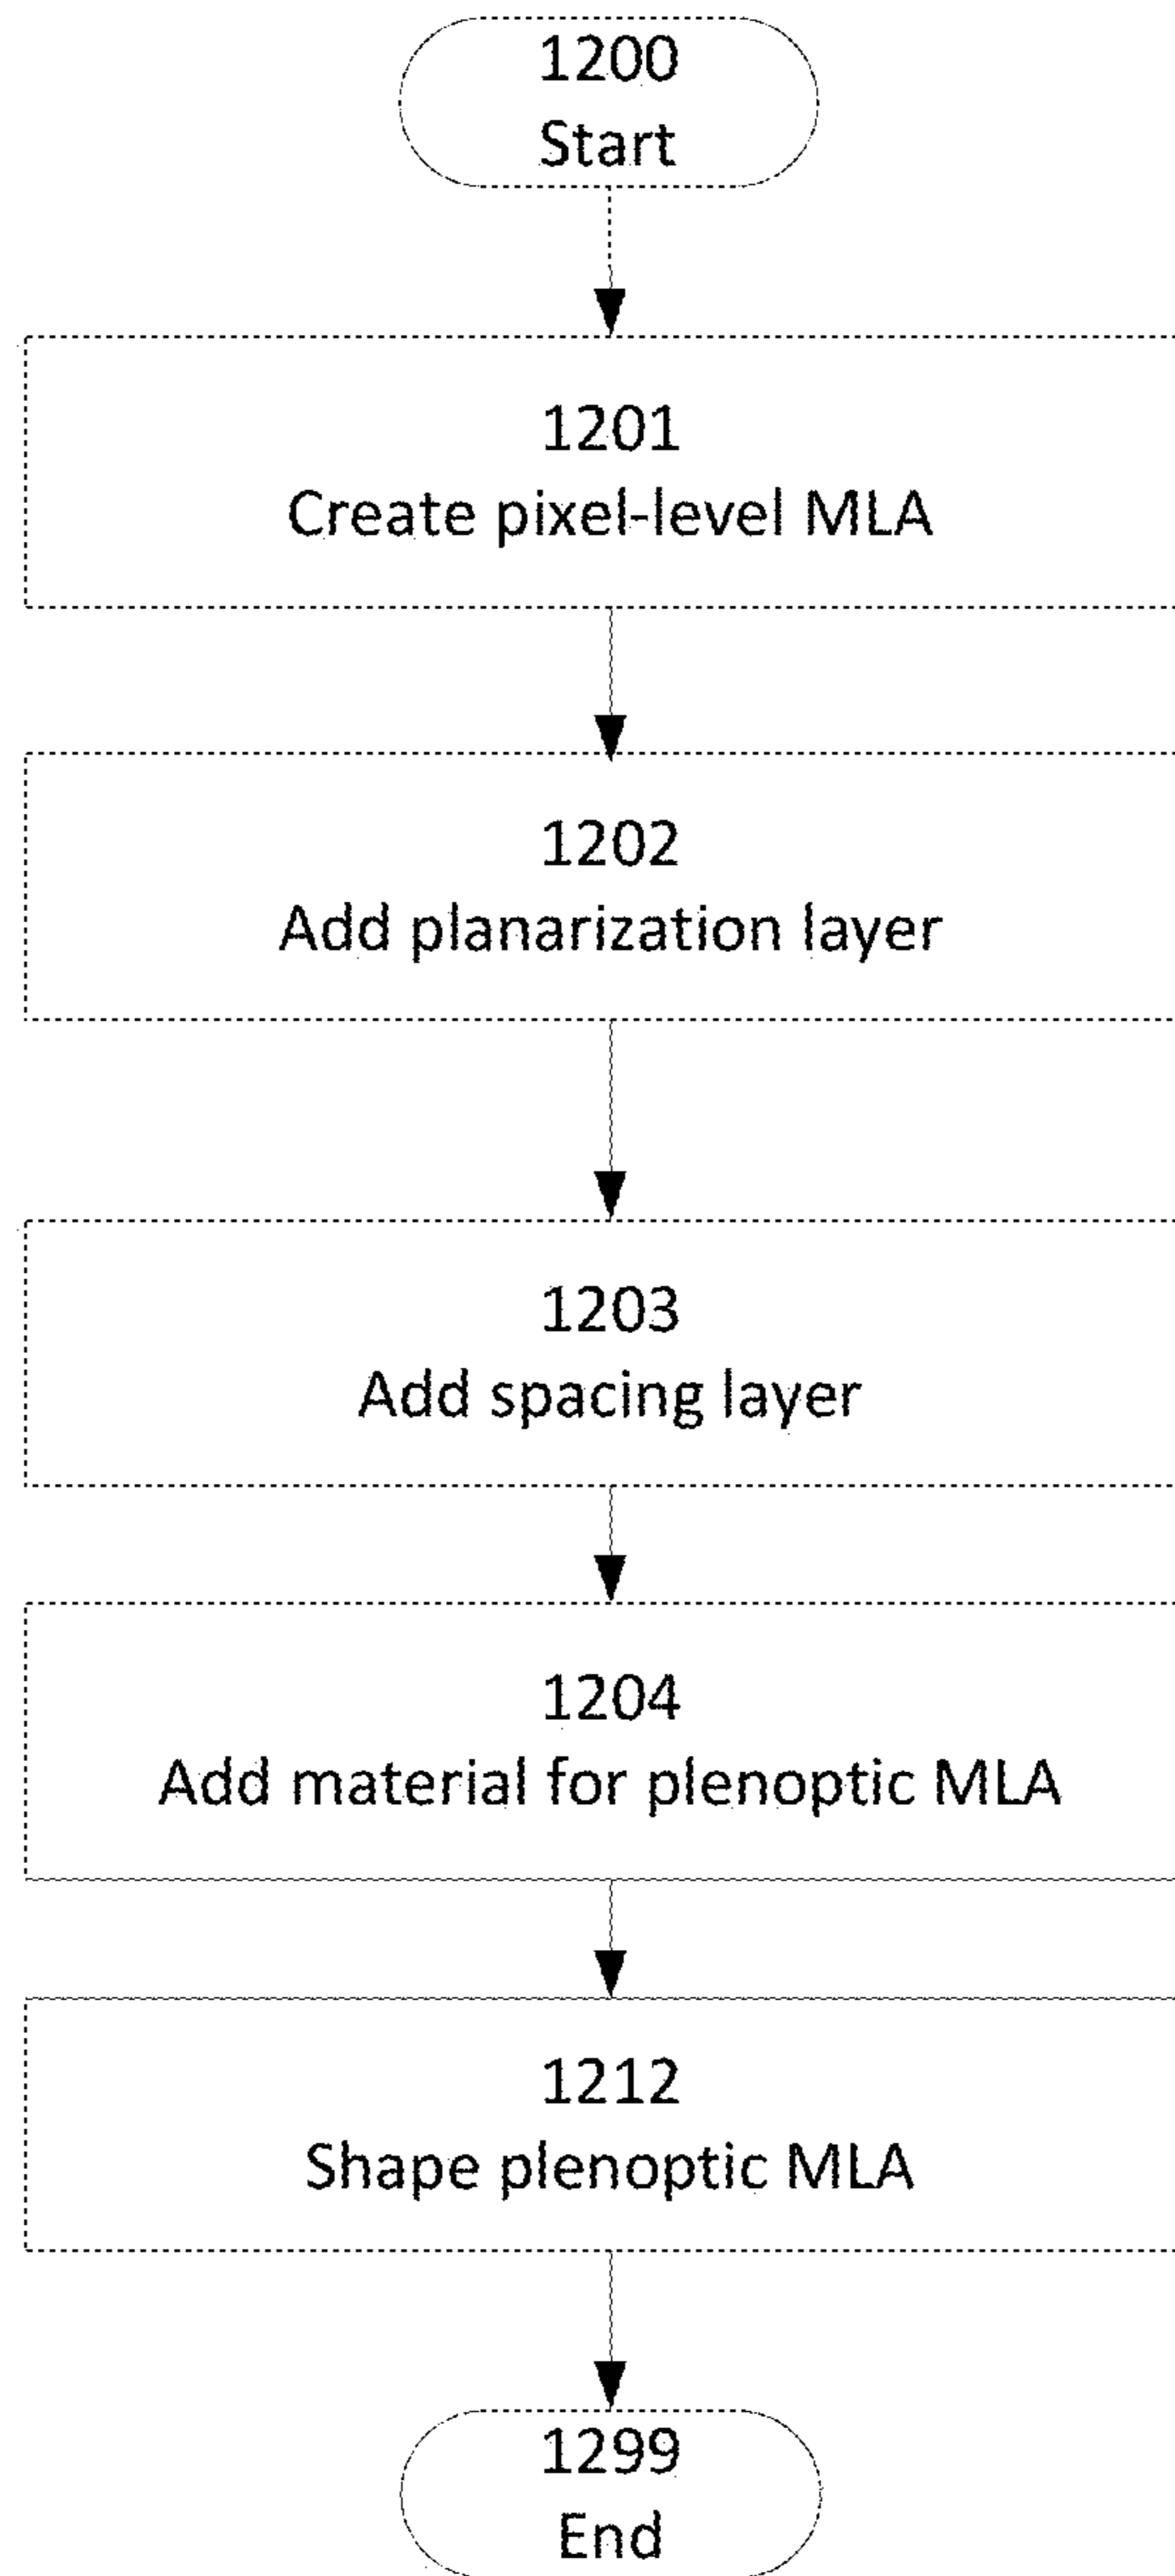 1200
Start
1201
Create pixel-level MLA
1202
Add planarization layer
1203
Add spacing layer
1204
Add material for plenoptic MLA
1212
Shape plenoptic MLA
1299
End